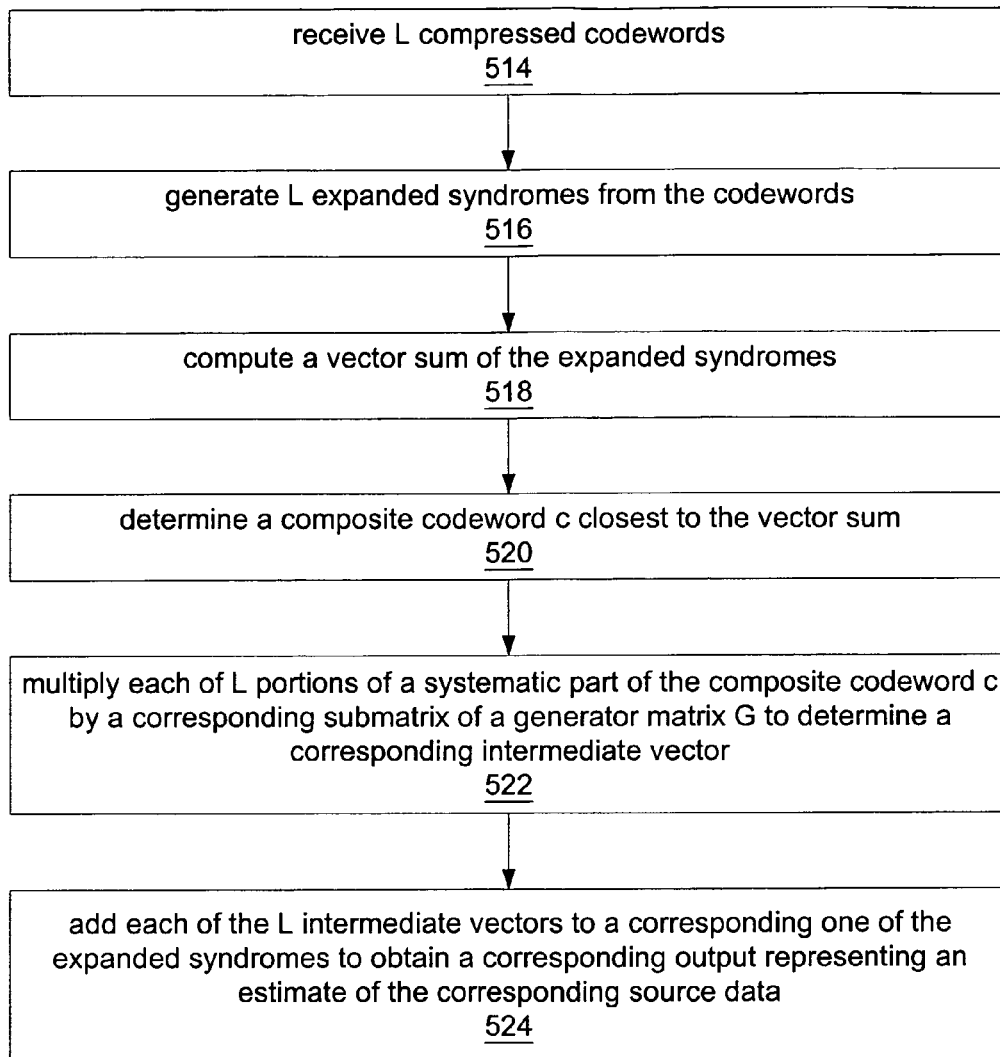 receive L compressed codewords
514
generate L expanded syndromes from the codewords
516
compute a vector sum of the expanded syndromes
518
determine a composite codeword c closest to the vector sum
520
multiply each of L portions of a systematic part of the composite codeword c
by a corresponding submatrix of a generator matrix G to determine a
corresponding intermediate vector
522
add each of the L intermediate vectors to a corresponding one of the
expanded syndromes to obtain a corresponding output representing an
estimate of the corresponding source data
524